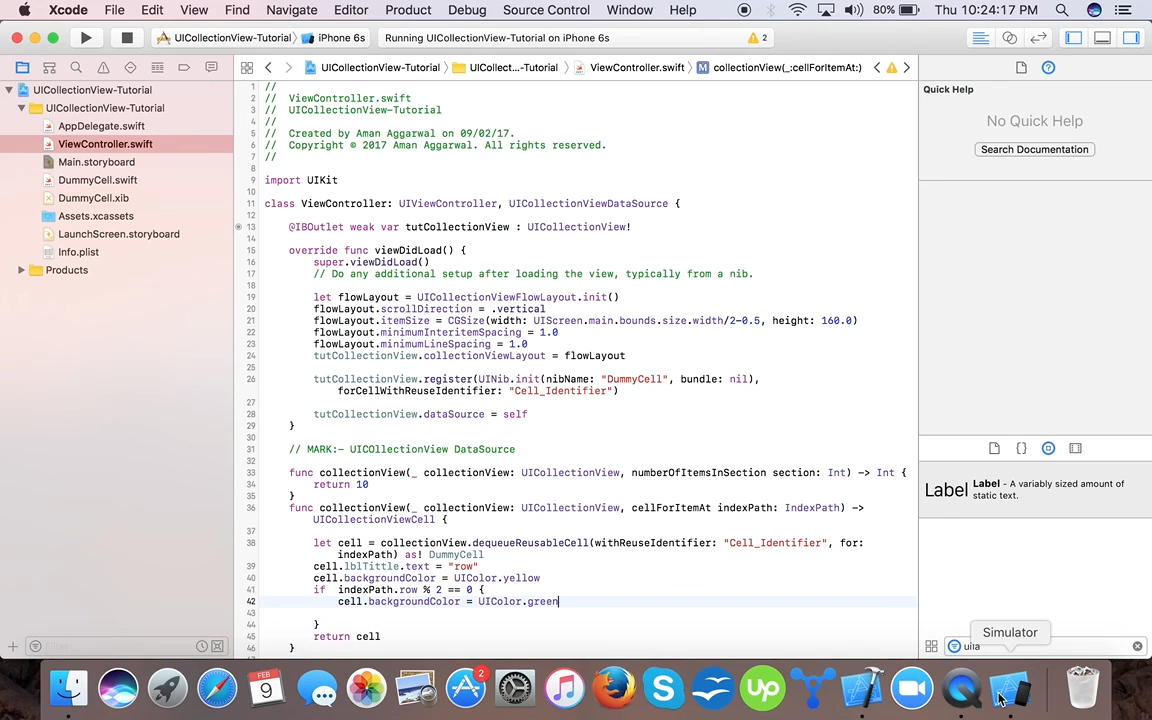 Xcode File Edit View Find Navigate Editor Product Debug Source Control Window Help 80% Thu 10:24:17 PM
UICollectionView-Tutorial iPhone 6s Running UICollectionView-Tutorial on iPhone 6s 2
UICollectionView-Tutorial UICollect...-Tutorial ViewController.swift M collectionView(_:cellForItemAt:)
UICollectionView-Tutorial
UICollectionView-Tutorial
AppDelegate.swift
ViewController.swift
Main.storyboard
DummyCell.swift
DummyCell.xib
Assets.xcassets
LaunchScreen.storyboard
Info.plist
Products
1 //
2 // ViewController.swift
3 // UICollectionView-Tutorial
4 //
5 // Created by Aman Aggarwal on 09/02/17.
6 // Copyright © 2017 Aman Aggarwal. All rights reserved.
7 //
8
9 import UIKit
10
11 class ViewController: UIViewController, UICollectionViewDataSource {
12
13 @IBOutlet weak var tutCollectionView : UICollectionView!
14
15 override func viewDidLoad() {
16 super.viewDidLoad()
17 // Do any additional setup after loading the view, typically from a nib.
18
19 let flowLayout = UICollectionViewFlowLayout.init()
20 flowLayout.scrollDirection = .vertical
21 flowLayout.itemSize = CGSize(width: UIScreen.main.bounds.size.width/2-0.5, height: 160.0)
22 flowLayout.minimumInteritemSpacing = 1.0
23 flowLayout.minimumLineSpacing = 1.0
24 tutCollectionView.collectionViewLayout = flowLayout
25
26 tutCollectionView.register(UINib.init(nibName: "DummyCell", bundle: nil),
forCellWithReuseIdentifier: "Cell_Identifier")
27
28 tutCollectionView.dataSource = self
29 }
30
31 // MARK:- UICOllectionView DataSource
32
33 func collectionView(_ collectionView: UICollectionView, numberOfItemsInSection section: Int) -> Int {
34 return 10
35 }
36 func collectionView(_ collectionView: UICollectionView, cellForItemAt indexPath: IndexPath) ->
UICollectionViewCell {
37
38 let cell = collectionView.dequeueReusableCell(withReuseIdentifier: "Cell_Identifier", for:
indexPath) as! DummyCell
39 cell.lblTittle.text = "row"
40 cell.backgroundColor = UIColor.yellow
41 if indexPath.row % 2 == 0 {
42 cell.backgroundColor = UIColor.green
43
44 }
45 return cell
46 }
Quick Help
No Quick Help
Search Documentation
Label Label - A variably sized amount of
static text.
Filter
Simulator
uila
FEB
9
2
Up